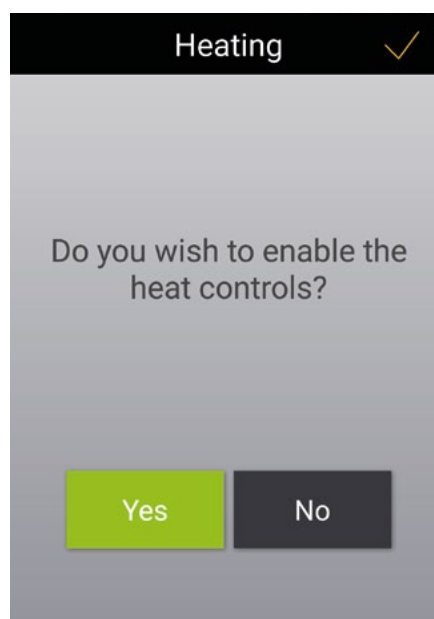 Heating
Do you wish to enable the
heat controls?
Yes
No